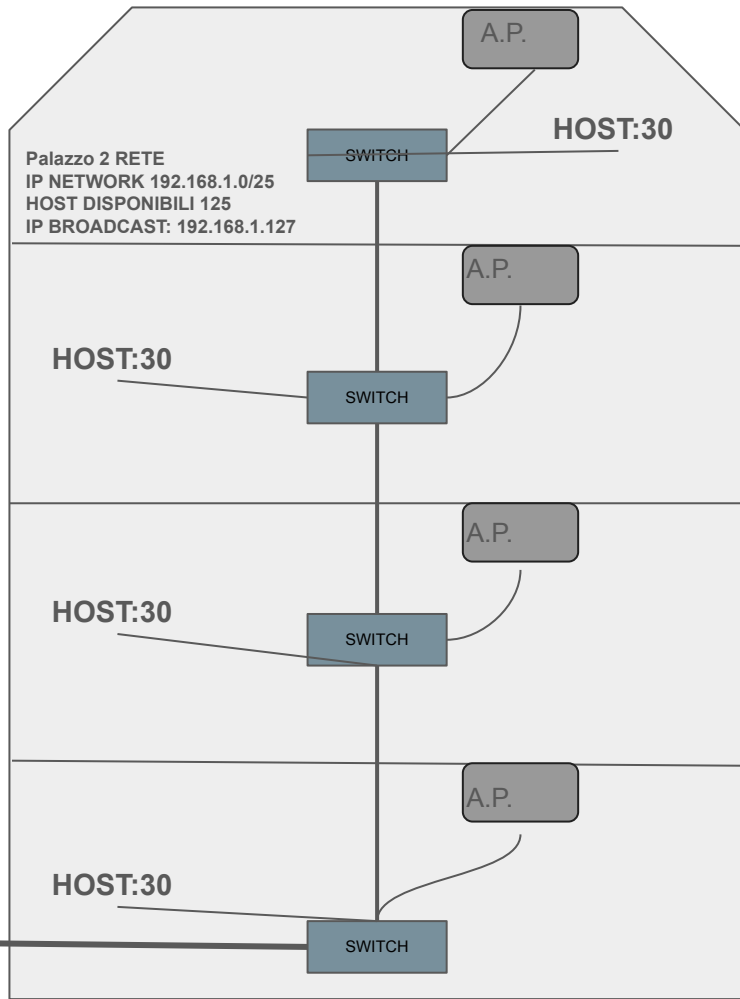 A.P.
HOST:30
SWITCH
Palazzo 2 RETE
IP NETWORK 192.168.1.0/25
HOST DISPONIBILI 125
IP BROADCAST: 192.168.1.127
A.P.
HOST:30
SWITCH
A.P.
HOST:30
SWITCH
A.P.
HOST:30
SWITCH